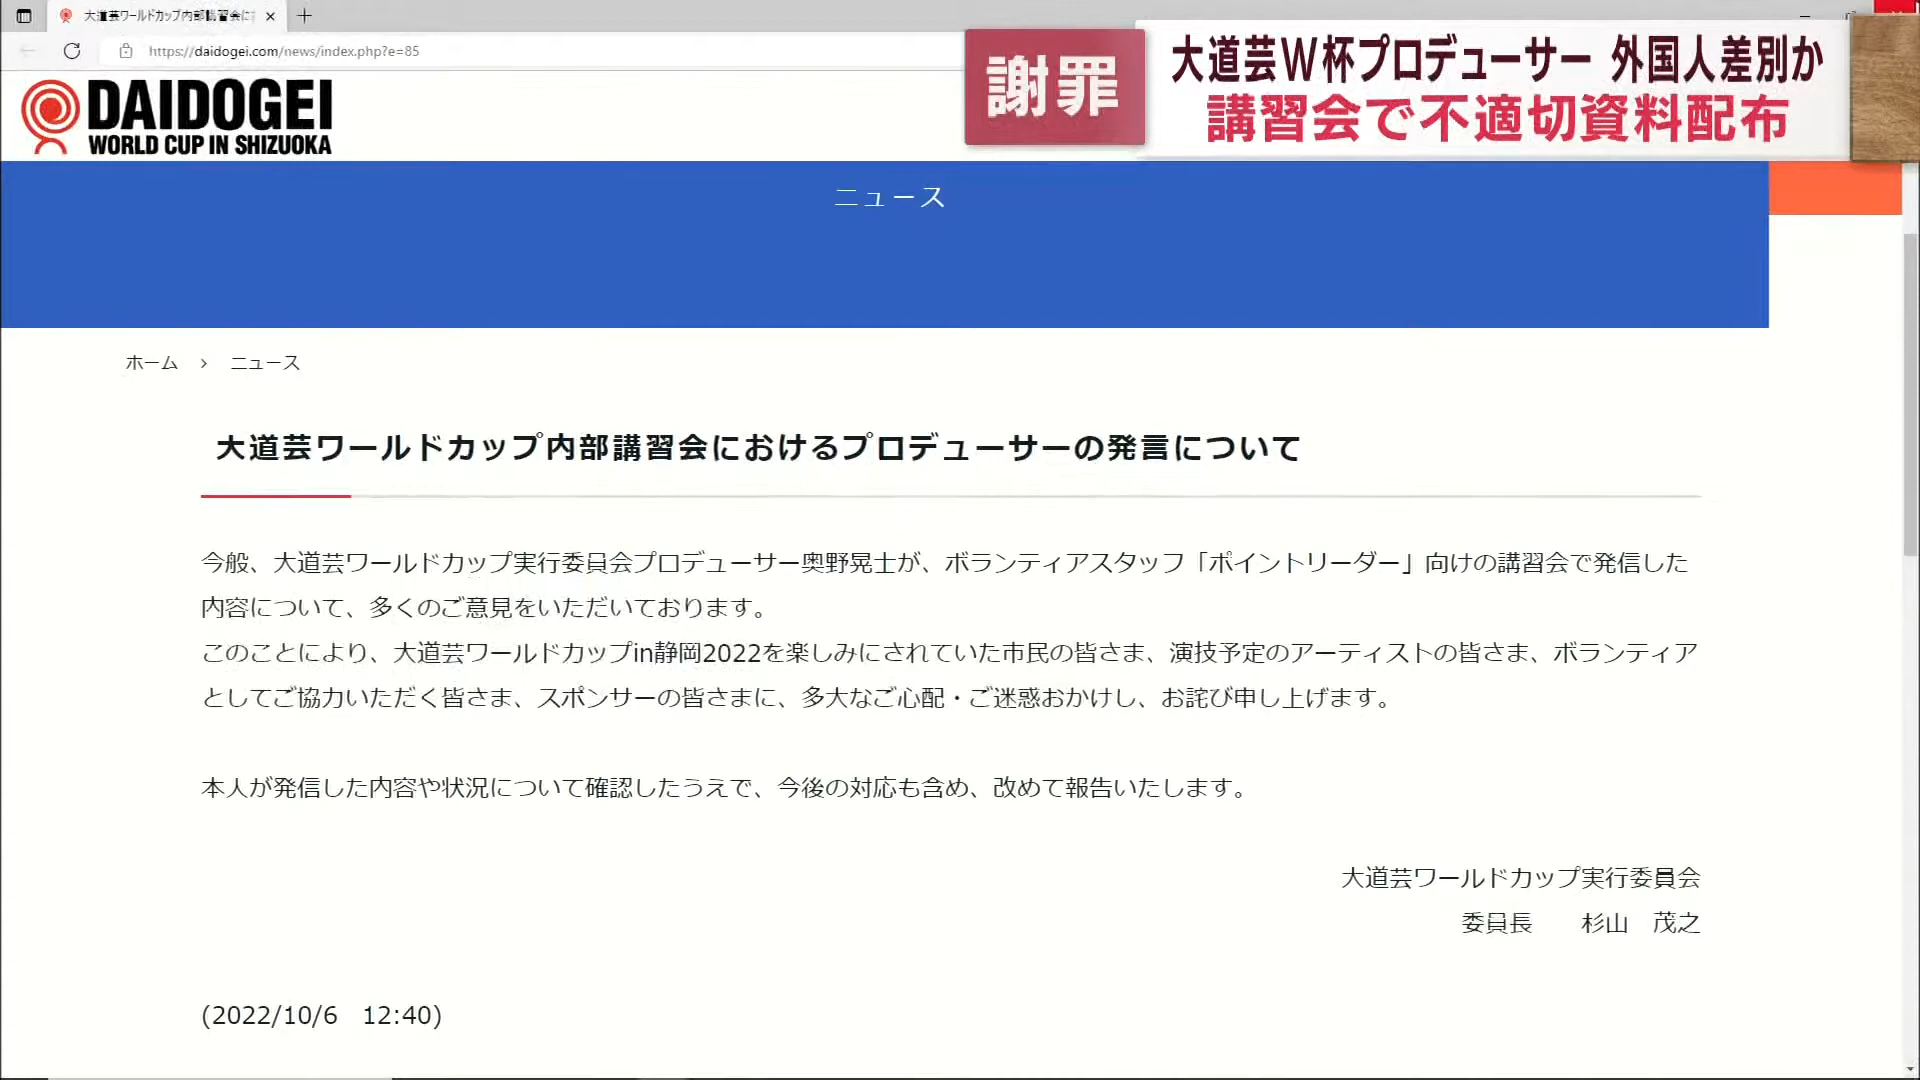 大道芸ワールドカップ内部講習会に
https://daidogei.com/news/index.php?e=85
謝罪
大道芸W杯プロデューサー 外国人差別か
講習会で不適切資料配布
DAIDOGEI
WORLD CUP IN SHIZUOKA
ニュース
ホーム › ニュース
大道芸ワールドカップ内部講習会におけるプロデューサーの発言について
今般、大道芸ワールドカップ実行委員会プロデューサー奥野晃士が、ボランティアスタッフ「ポイントリーダー」向けの講習会で発信した
内容について、多くのご意見をいただいております。
このことにより、大道芸ワールドカップin静岡2022を楽しみにされていた市民の皆さま、演技予定のアーティストの皆さま、ボランティア
としてご協力いただく皆さま、スポンサーの皆さまに、多大なご心配・ご迷惑おかけし、お詫び申し上げます。
本人が発信した内容や状況について確認したうえで、今後の対応も含め、改めて報告いたします。
大道芸ワールドカップ実行委員会
委員長　　杉山　茂之
(2022/10/6　12:40)